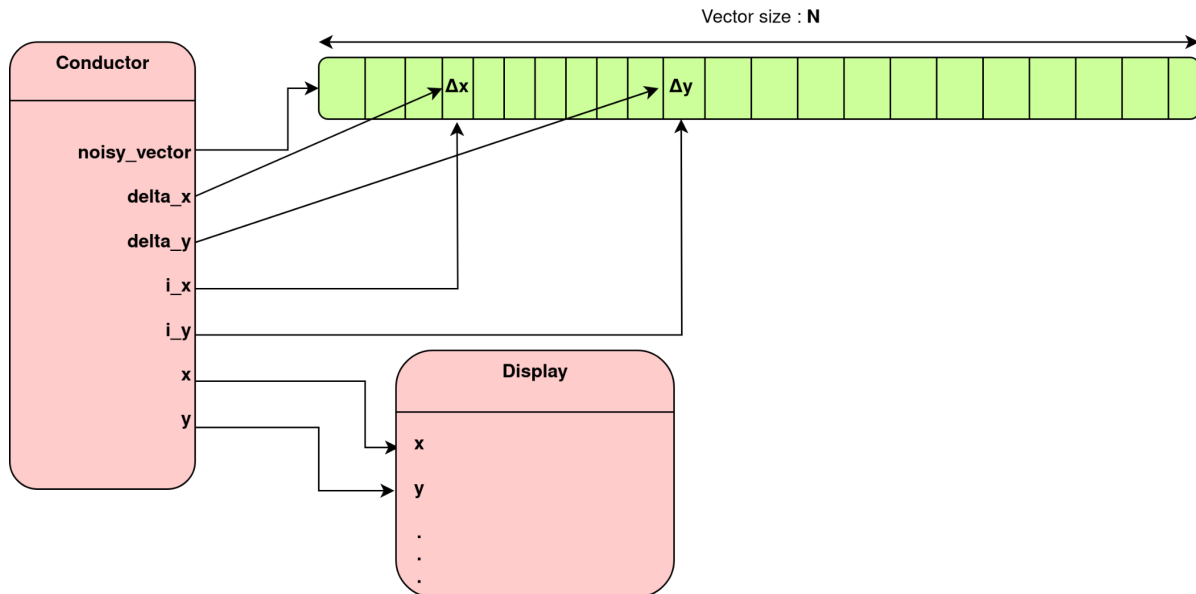 Vector size : N
Conductor
Δx
Δy
noisy_vector
delta_x
delta_y
i_x
i_y
x
y
Display
x
y
.
.
.